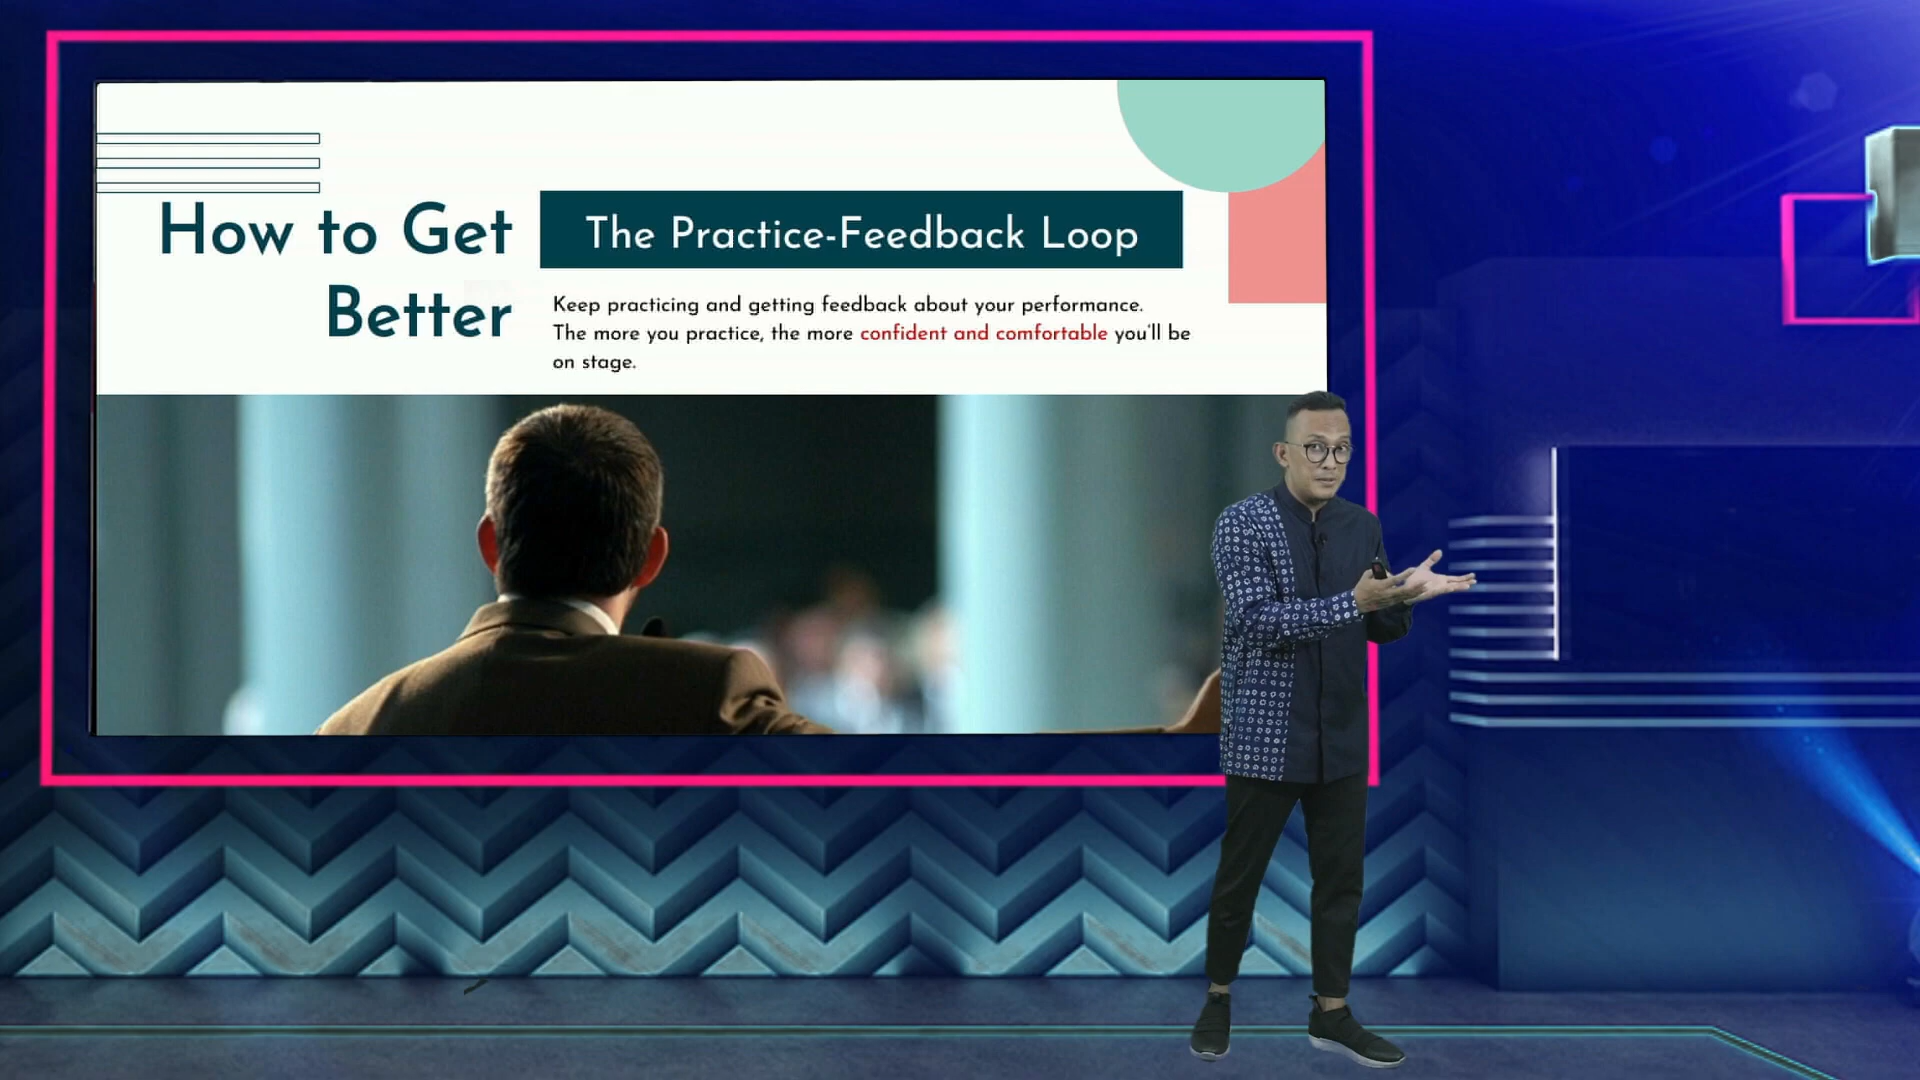 How to Get
Better
The Practice-Feedback Loop
Keep practicing and getting feedback about your performance.
The more you practice, the more confident and comfortable you'll be
on stage.